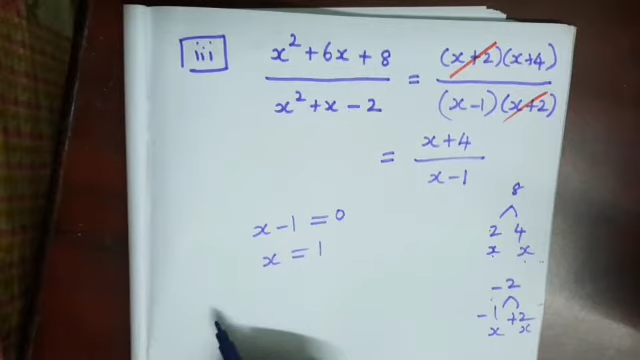 iii
x² + 6x + 8 / x² + x - 2 = (x+2)(x+4) / (x-1)(x+2)
= x+4 / x-1
x - 1 = 0
x = 1
8
2 4
x x
-2
-1 +2
x x